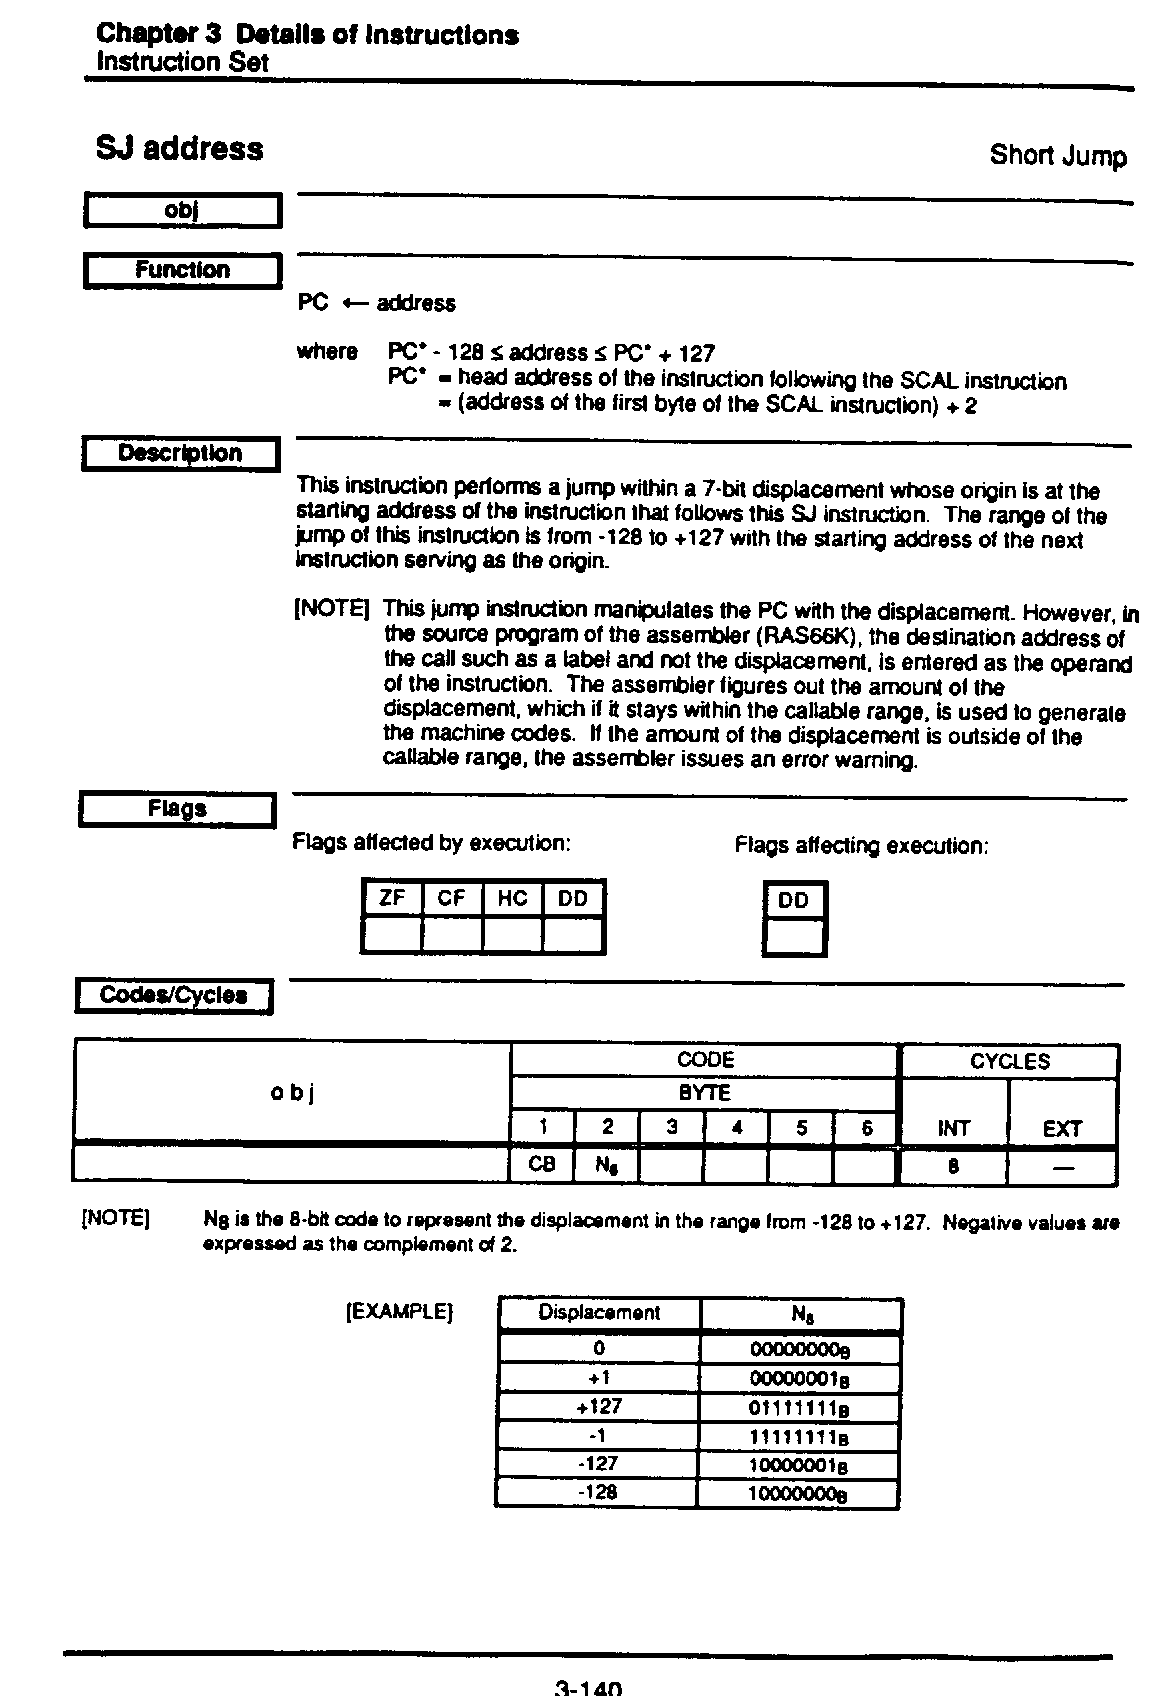 Chapter 3 Details of Instructions
Instruction Set
SJ address
Short Jump
obj
Function
PC ← address
where PC* - 128 ≤ address ≤ PC* + 127
PC* = head address of the instruction following the SCAL instruction
= (address of the first byte of the SCAL instruction) + 2
Description
This instruction performs a jump within a 7-bit displacement whose origin is at the
starting address of the instruction that follows this SJ instruction. The range of the
jump of this instruction is from -128 to +127 with the starting address of the next
instruction serving as the origin.
[NOTE] This jump instruction manipulates the PC with the displacement. However, in
the source program of the assembler (RAS66K), the destination address of
the call such as a label and not the displacement, is entered as the operand
of the instruction. The assembler figures out the amount of the
displacement, which if it stays within the callable range, is used to generate
the machine codes. If the amount of the displacement is outside of the
callable range, the assembler issues an error warning.
Flags
Flags affected by execution: Flags affecting execution:
ZF CF HC DD DD
Codes/Cycles
obj CODE CYCLES
BYTE
1 2 3 4 5 6 INT EXT
CB N8 8 —
[NOTE] N8 is the 8-bit code to represent the displacement in the range from -128 to +127. Negative values are
expressed as the complement of 2.
[EXAMPLE] Displacement N8
0 00000000B
+1 00000001B
+127 01111111B
-1 11111111B
-127 10000001B
-128 10000000B
3-140